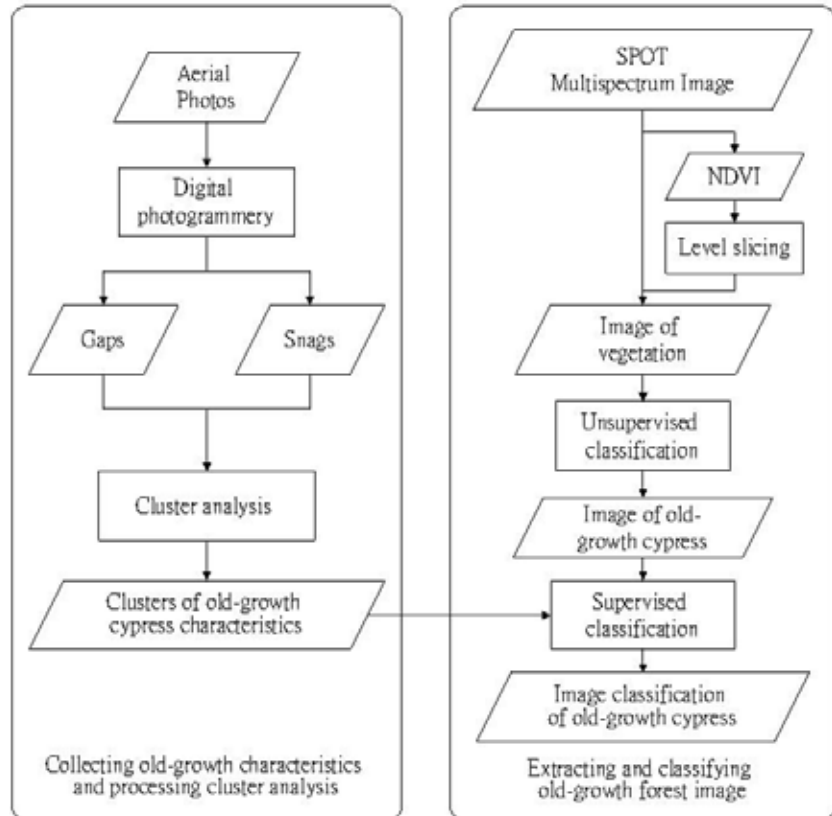 Aerial
Photos
Digital
photogrammery
Gaps
Snags
Cluster analysis
Clusters of old-growth
cypress characteristics
Collecting old-growth characteristics
and processing cluster analysis
SPOT
Multispectrum Image
NDVI
Level slicing
Image of
vegetation
Unsupervised
classification
Image of old-
growth cypress
Supervised
classification
Image classification
of old-growth cypress
Extracting and classifying
old-growth forest image